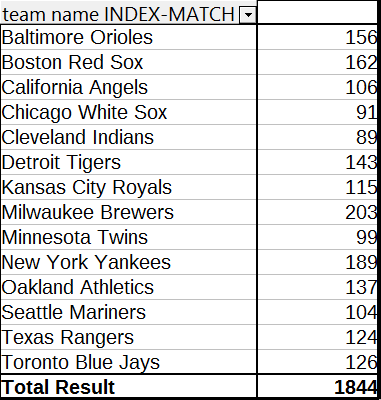 team name INDEX-MATCH
Baltimore Orioles 156
Boston Red Sox 162
California Angels 106
Chicago White Sox 91
Cleveland Indians 89
Detroit Tigers 143
Kansas City Royals 115
Milwaukee Brewers 203
Minnesota Twins 99
New York Yankees 189
Oakland Athletics 137
Seattle Mariners 104
Texas Rangers 124
Toronto Blue Jays 126
Total Result 1844